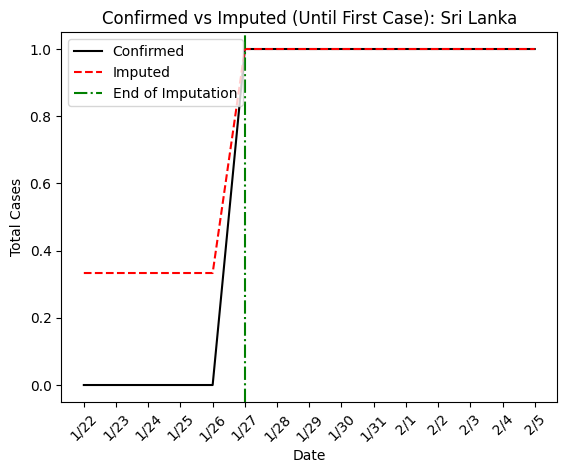 Confirmed vs Imputed (Until First Case): Sri Lanka
Confirmed
Imputed
End of Imputation
Total Cases
1.0
0.8
0.6
0.4
0.2
0.0
1/22 1/23 1/24 1/25 1/26 1/27 1/28 1/29 1/30 1/31 2/1 2/2 2/3 2/4 2/5
Date